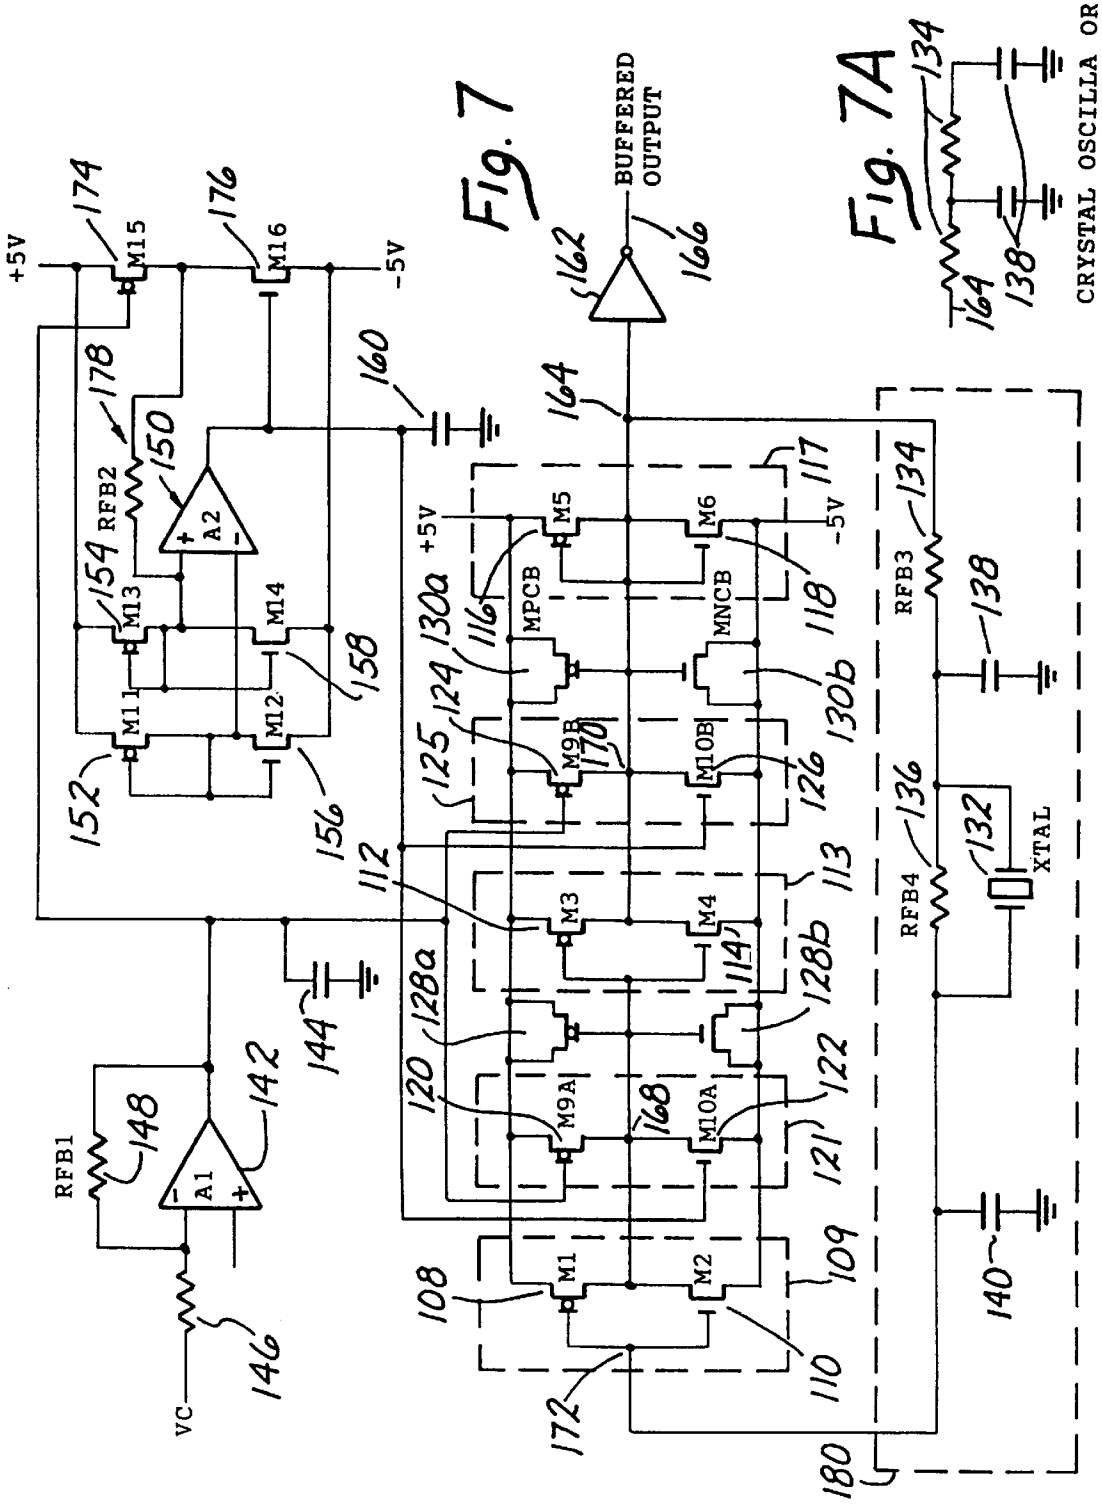 +5V
174
M15
176
M16
-5V
178
RFB2
150
A2
+
-
160
154
M13
M14
158
152
M11
M12
156
RFB1
148
142
A1
-
+
144
146
VC
Fig. 7
BUFFERED
OUTPUT
162
166
164
117
+5V
M5
M6
-5V
116
118
MPCB
MNCB
130a
130b
124
125
M9B
170
M10B
126
112
113
M3
M4
114
128a
128b
120
M9A
168
M10A
122
121
108
M1
M2
109
110
172
180
RFB3
134
138
RFB4
136
132
XTAL
140
Fig. 7A
134
164
138
CRYSTAL OSCILLA OR